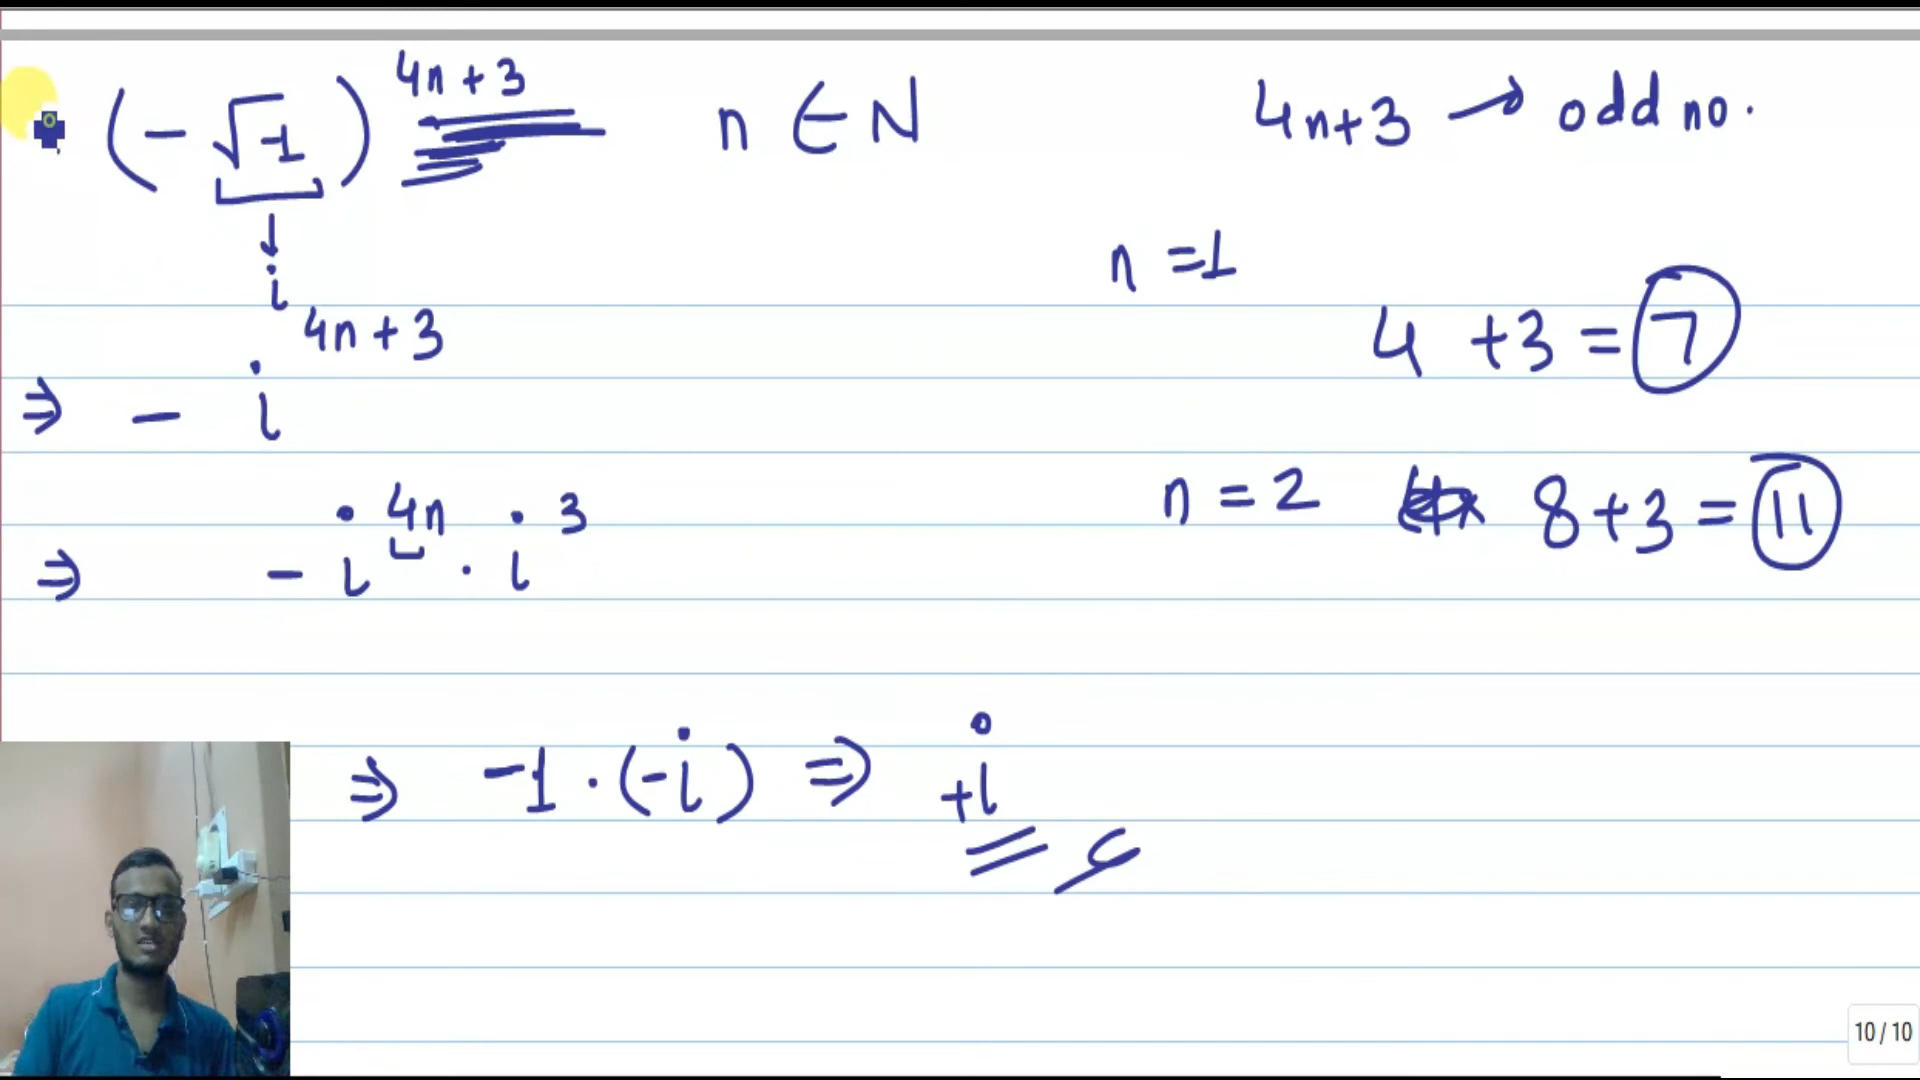 (-√-1)^{4n+3} n ∈ N 4n+3 → odd no.
i
n = 1
4 + 3 = 7
⇒ - i^{4n+3}
n = 2 8 + 3 = 11
⇒ - i^{4n} · i^3
⇒ -1 · (-i) ⇒ +i
10 / 10